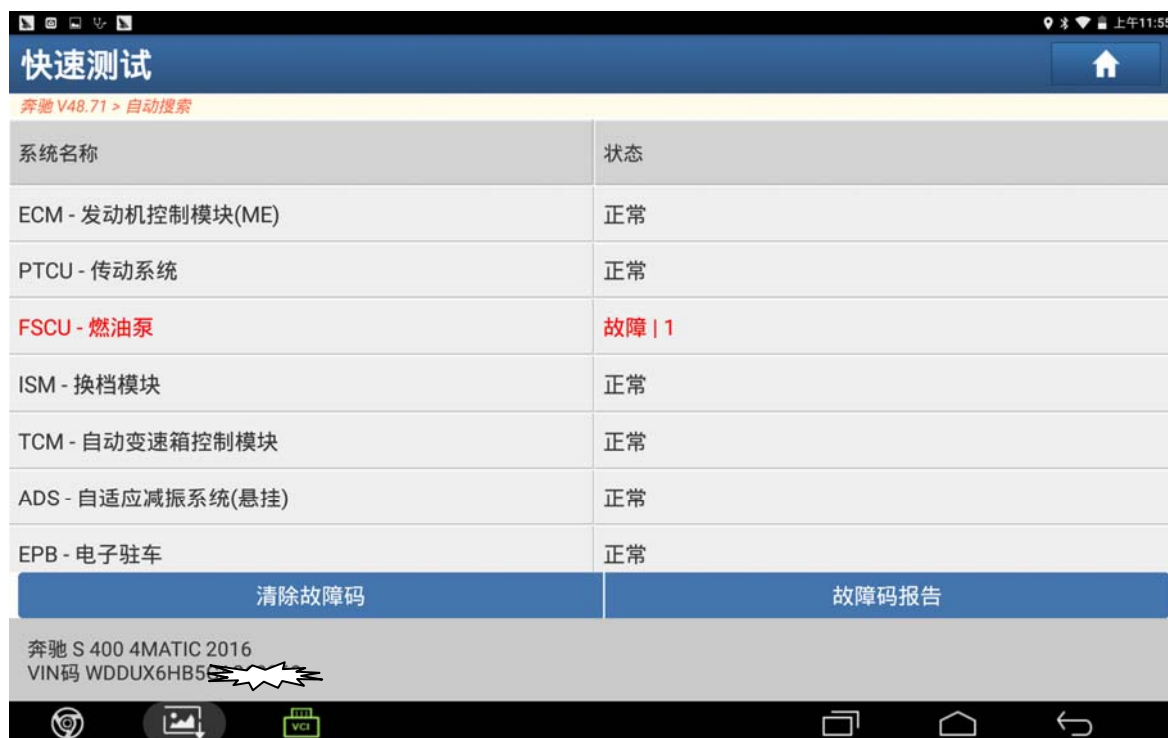 上午11:55
快速测试
奔驰 V48.71 > 自动搜索
系统名称 状态
ECM - 发动机控制模块(ME) 正常
PTCU - 传动系统 正常
FSCU - 燃油泵 故障 | 1
ISM - 换档模块 正常
TCM - 自动变速箱控制模块 正常
ADS - 自适应减振系统(悬挂) 正常
EPB - 电子驻车 正常
清除故障码 故障码报告
奔驰 S 400 4MATIC 2016
VIN码 WDDUX6HB5
VCI